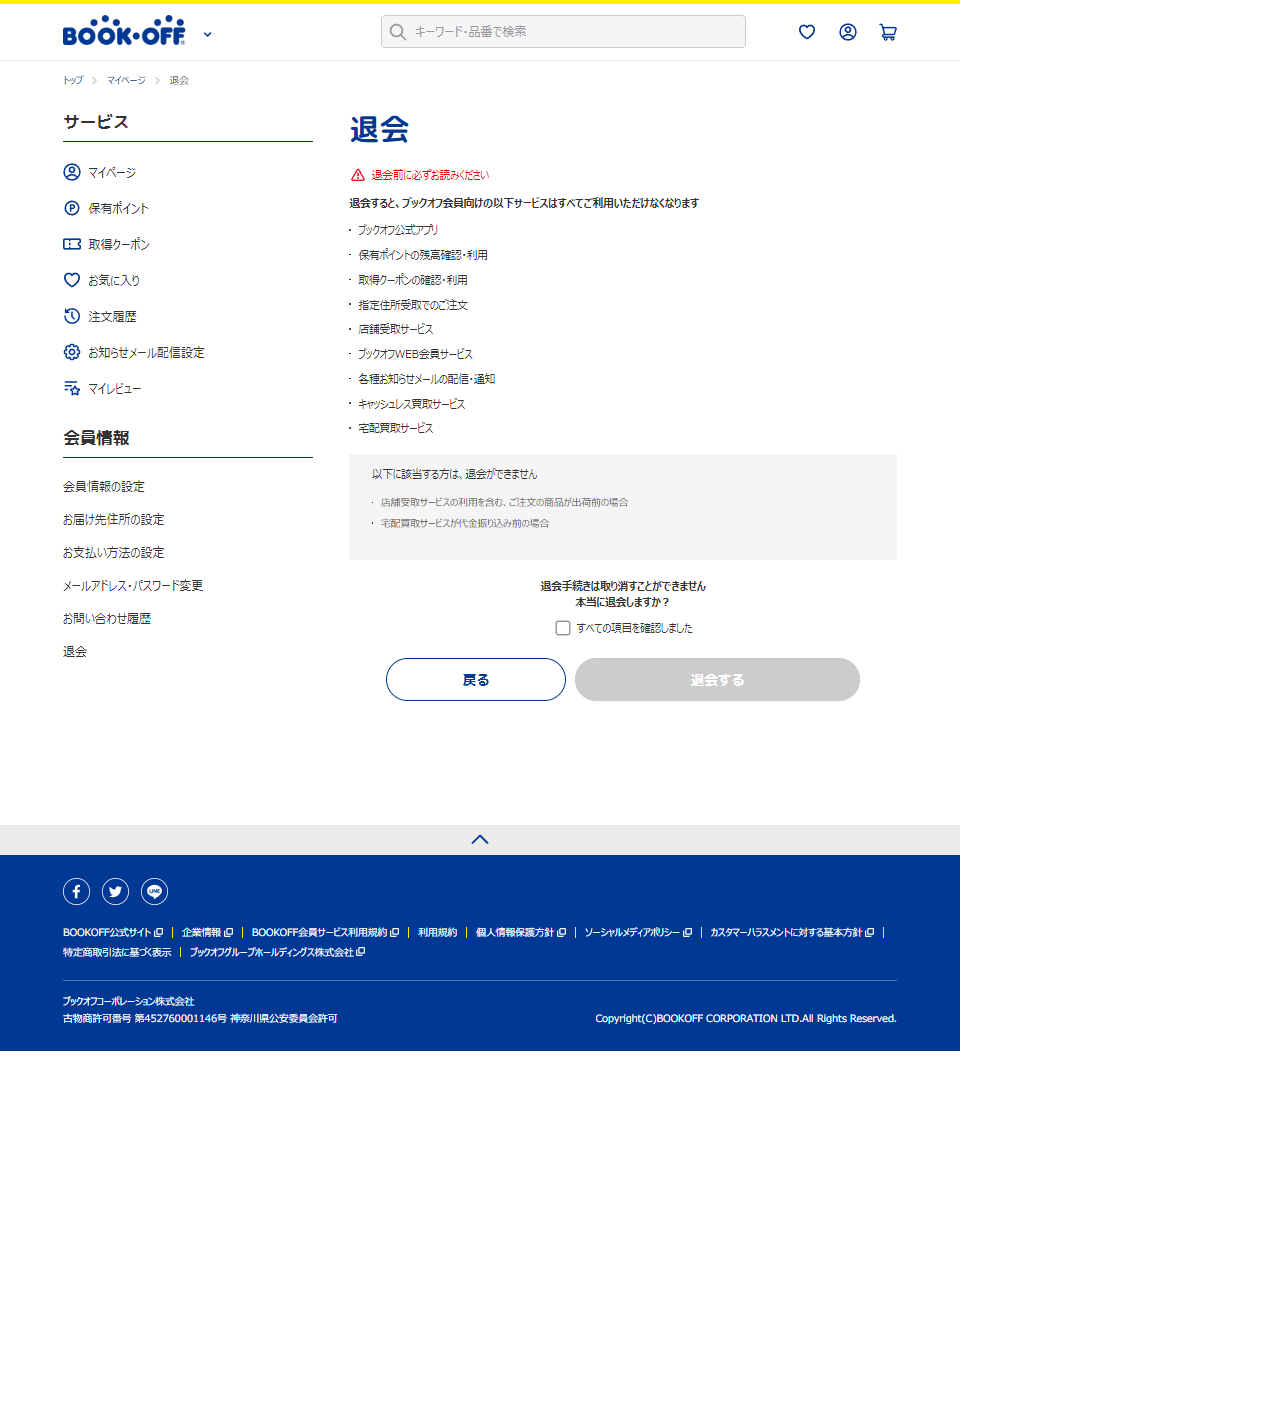 BOOK・OFF
キーワード・品番で検索
トップ > マイページ > 退会
サービス
マイページ
保有ポイント
取得クーポン
お気に入り
注文履歴
お知らせメール配信設定
マイレビュー
会員情報
会員情報の設定
お届け先住所の設定
お支払い方法の設定
メールアドレス・パスワード変更
お問い合わせ履歴
退会
退会
退会前に必ずお読みください
退会すると、ブックオフ会員向けの以下サービスはすべてご利用いただけなくなります
・ ブックオフ公式アプリ
・ 保有ポイントの残高確認・利用
・ 取得クーポンの確認・利用
・ 指定住所受取でのご注文
・ 店舗受取サービス
・ ブックオフWEB会員サービス
・ 各種お知らせメールの配信・通知
・ キャッシュレス買取サービス
・ 宅配買取サービス
以下に該当する方は、退会ができません
・ 店舗受取サービスの利用を含む、ご注文の商品が出荷前の場合
・ 宅配買取サービスが代金振り込み前の場合
退会手続きは取り消すことができません
本当に退会しますか？
すべての項目を確認しました
戻る 退会する
BOOKOFF公式サイト | 企業情報 | BOOKOFF会員サービス利用規約 | 利用規約 | 個人情報保護方針 | ソーシャルメディアポリシー | カスタマーハラスメントに対する基本方針 |
特定商取引法に基づく表示 | ブックオフグループホールディングス株式会社
ブックオフコーポレーション株式会社
古物商許可番号 第452760001146号 神奈川県公安委員会許可
Copyright(C)BOOKOFF CORPORATION LTD.All Rights Reserved.